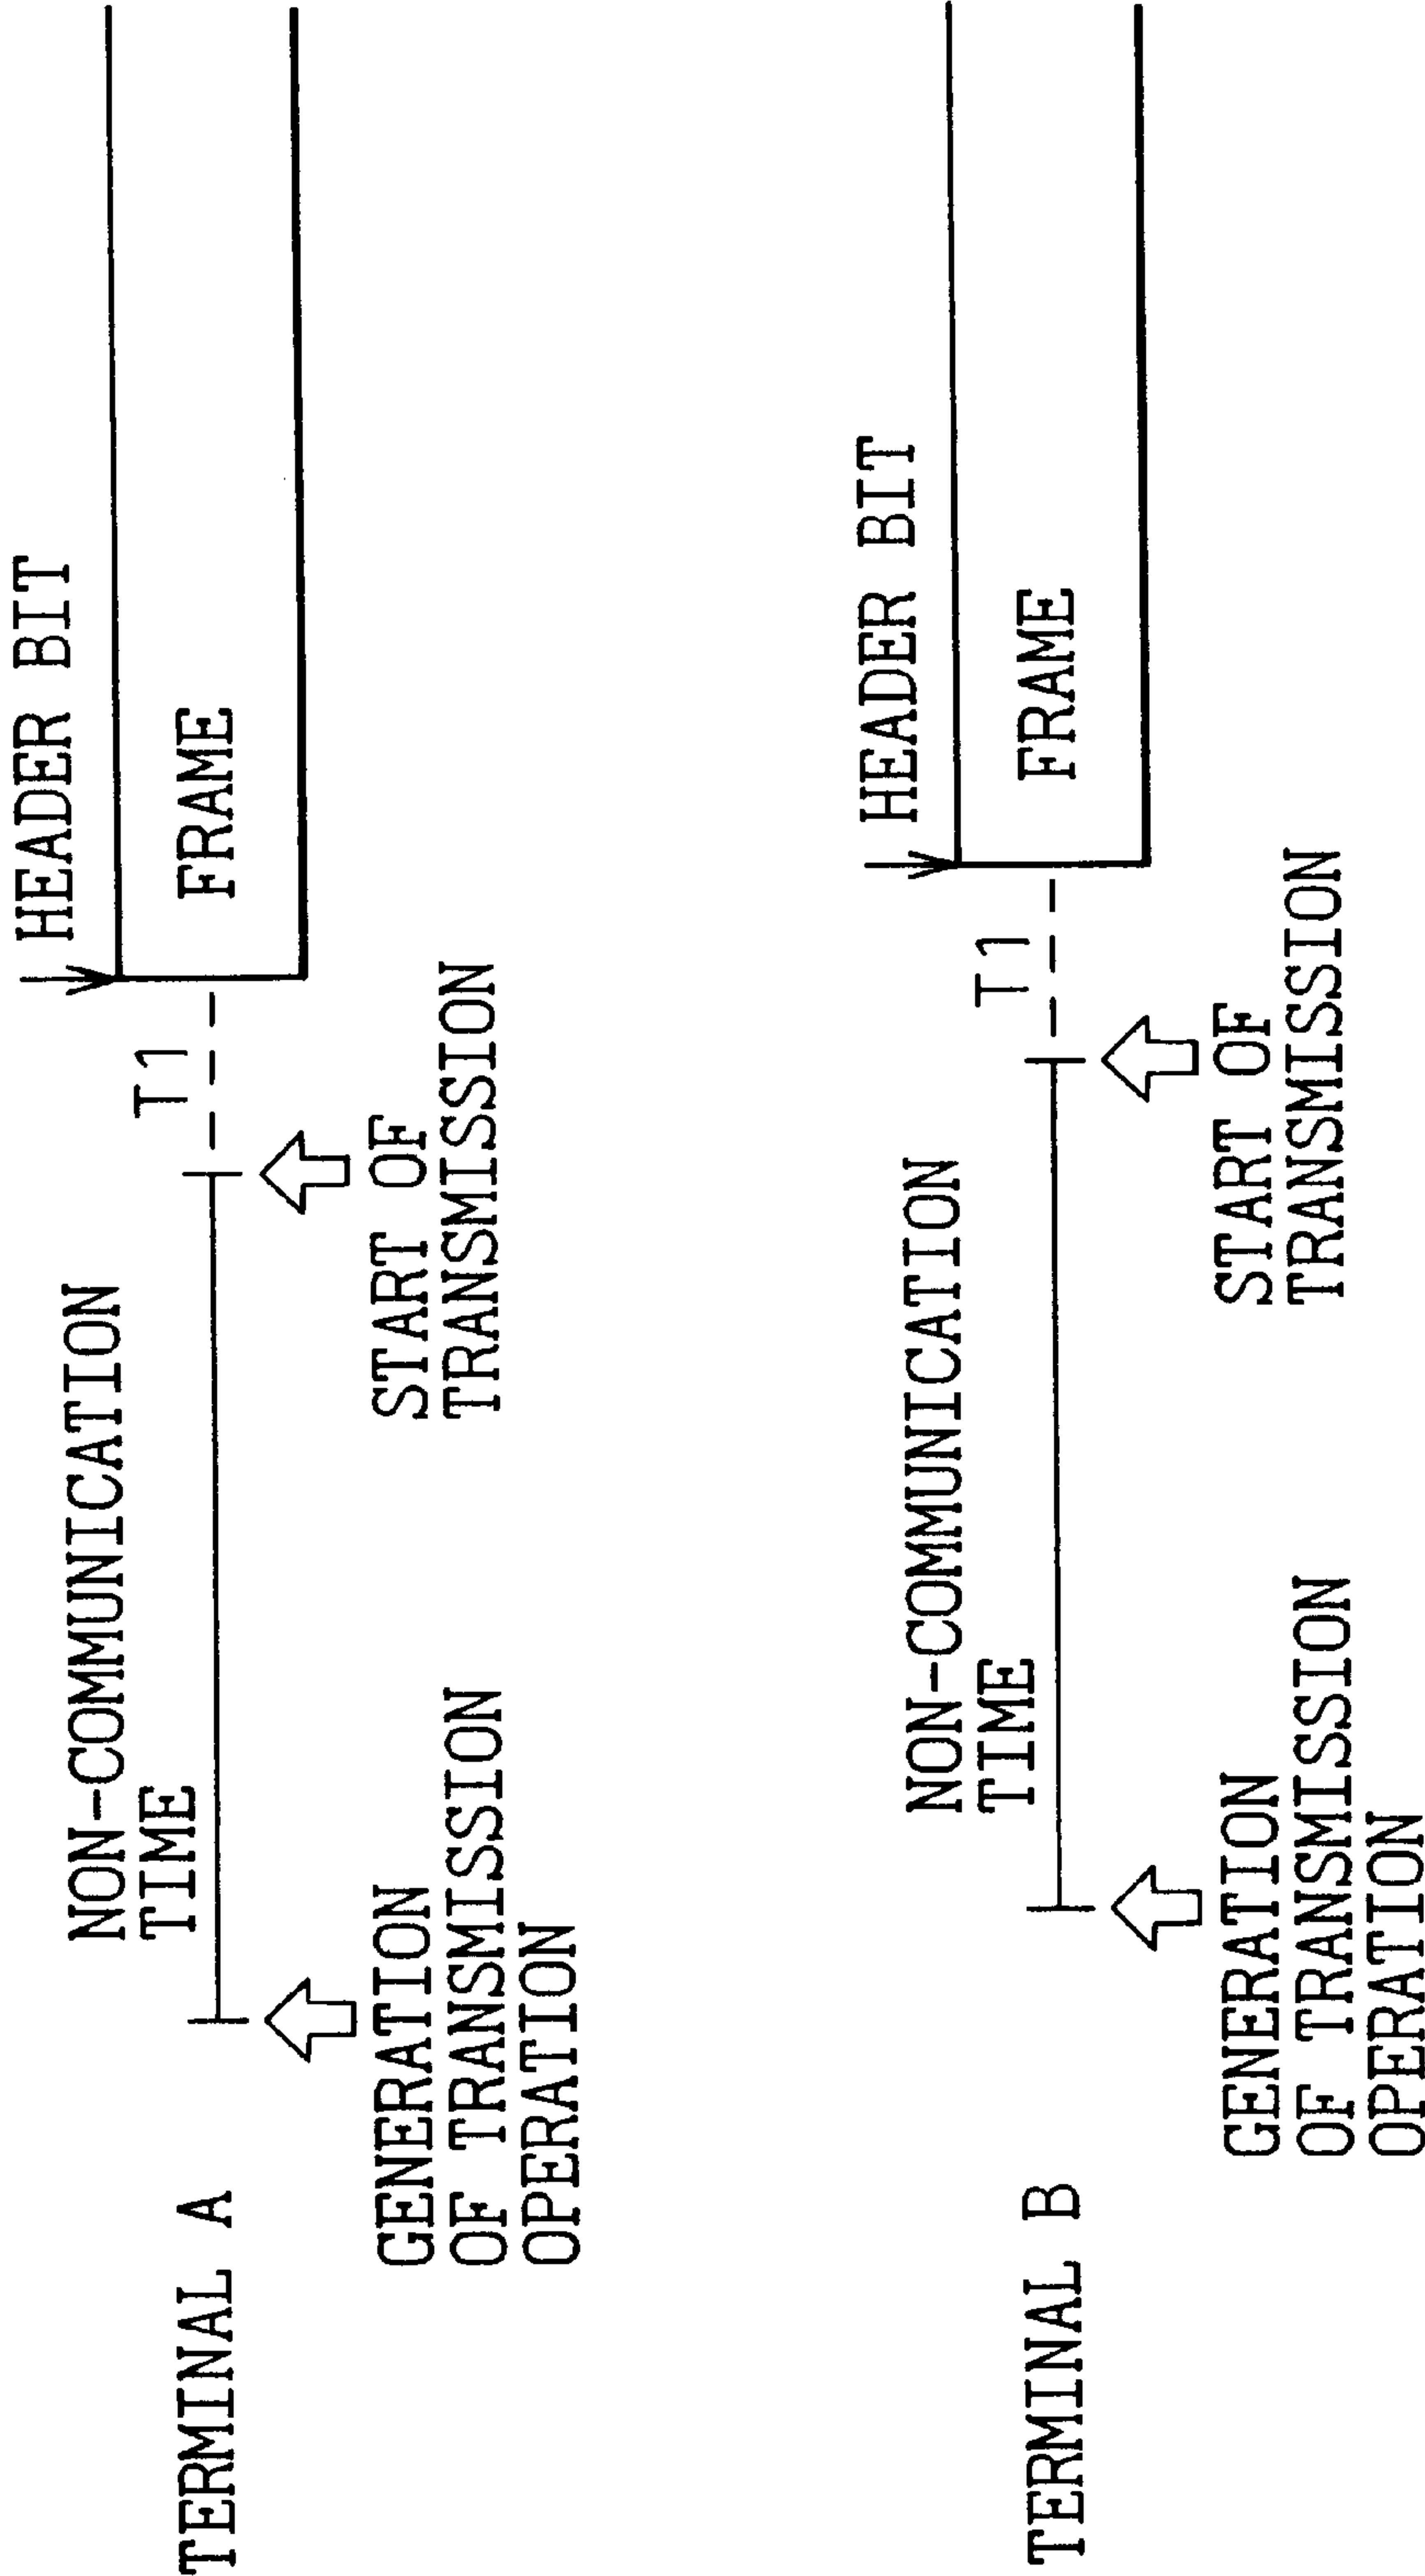 TERMINAL A
GENERATION
OF TRANSMISSION
OPERATION
NON-COMMUNICATION
TIME
START OF
TRANSMISSION
T1
HEADER BIT
FRAME
TERMINAL B
GENERATION
OF TRANSMISSION
OPERATION
NON-COMMUNICATION
TIME
START OF
TRANSMISSION
T1
HEADER BIT
FRAME